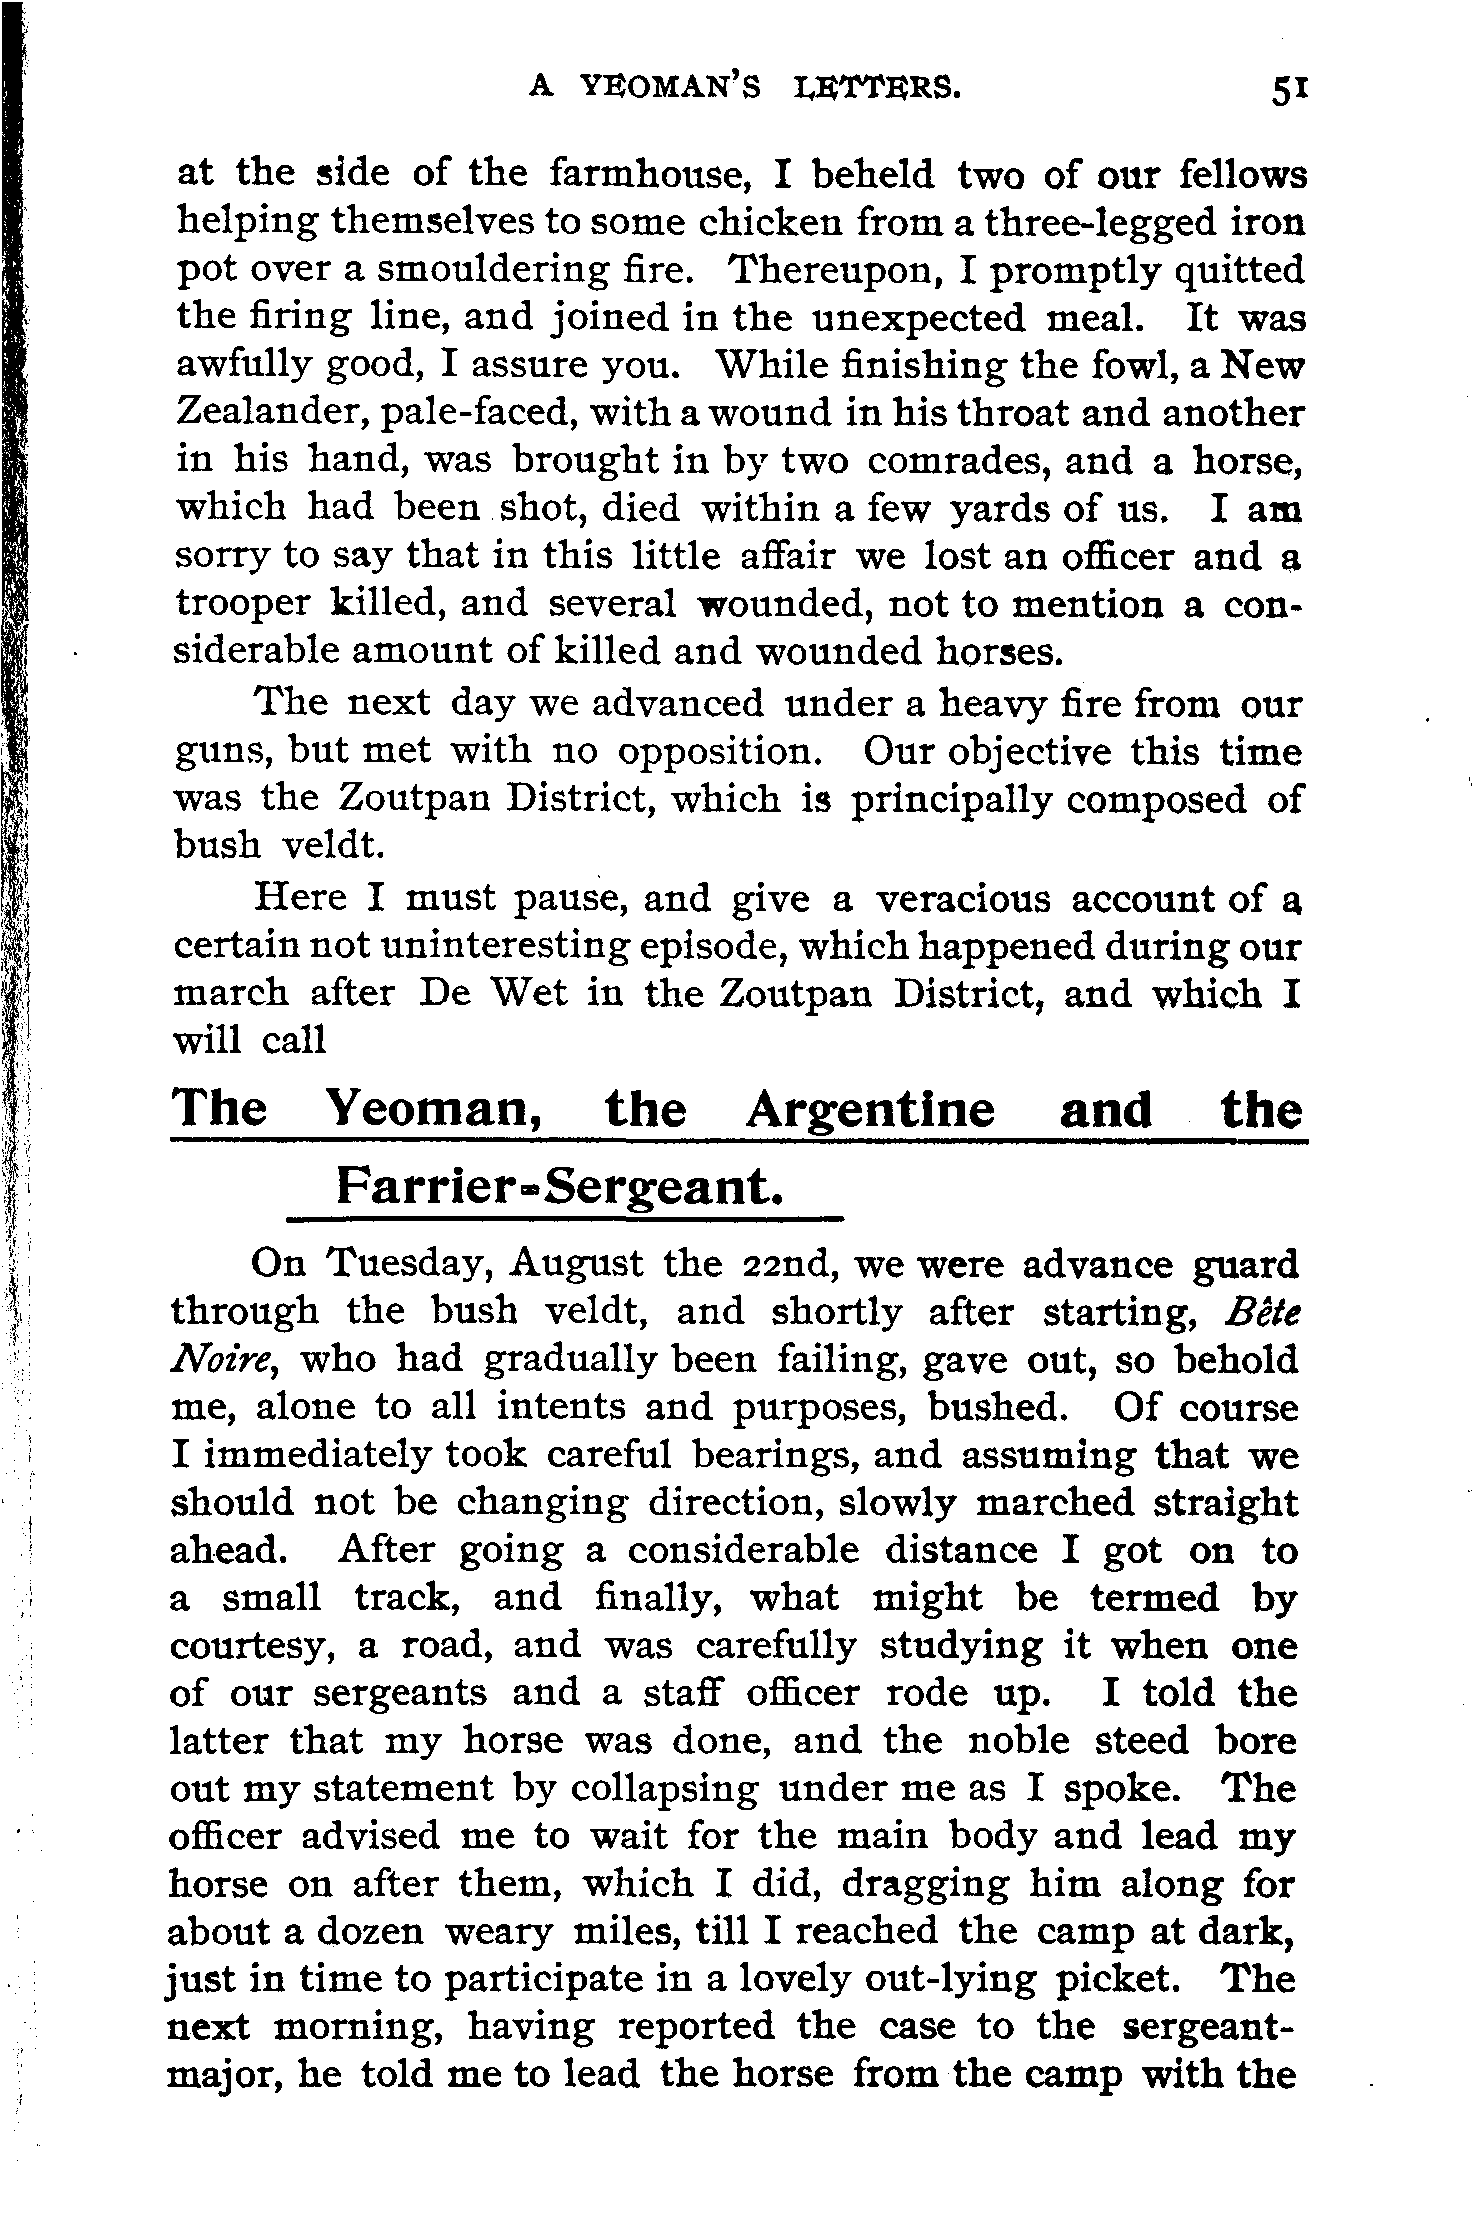 A YEOMAN'S LETTERS. 51
at the side of the farmhouse, I beheld two of our fellows
helping themselves to some chicken from a three-legged iron
pot over a smouldering fire. Thereupon, I promptly quitted
the firing line, and joined in the unexpected meal. It was
awfully good, I assure you. While finishing the fowl, a New
Zealander, pale-faced, with a wound in his throat and another
in his hand, was brought in by two comrades, and a horse,
which had been shot, died within a few yards of us. I am
sorry to say that in this little affair we lost an officer and a
trooper killed, and several wounded, not to mention a con-
siderable amount of killed and wounded horses.
The next day we advanced under a heavy fire from our
guns, but met with no opposition. Our objective this time
was the Zoutpan District, which is principally composed of
bush veldt.
Here I must pause, and give a veracious account of a
certain not uninteresting episode, which happened during our
march after De Wet in the Zoutpan District, and which I
will call
The Yeoman, the Argentine and the
Farrier-Sergeant.
On Tuesday, August the 22nd, we were advance guard
through the bush veldt, and shortly after starting, Bête
Noire, who had gradually been failing, gave out, so behold
me, alone to all intents and purposes, bushed. Of course
I immediately took careful bearings, and assuming that we
should not be changing direction, slowly marched straight
ahead. After going a considerable distance I got on to
a small track, and finally, what might be termed by
courtesy, a road, and was carefully studying it when one
of our sergeants and a staff officer rode up. I told the
latter that my horse was done, and the noble steed bore
out my statement by collapsing under me as I spoke. The
officer advised me to wait for the main body and lead my
horse on after them, which I did, dragging him along for
about a dozen weary miles, till I reached the camp at dark,
just in time to participate in a lovely out-lying picket. The
next morning, having reported the case to the sergeant-
major, he told me to lead the horse from the camp with the